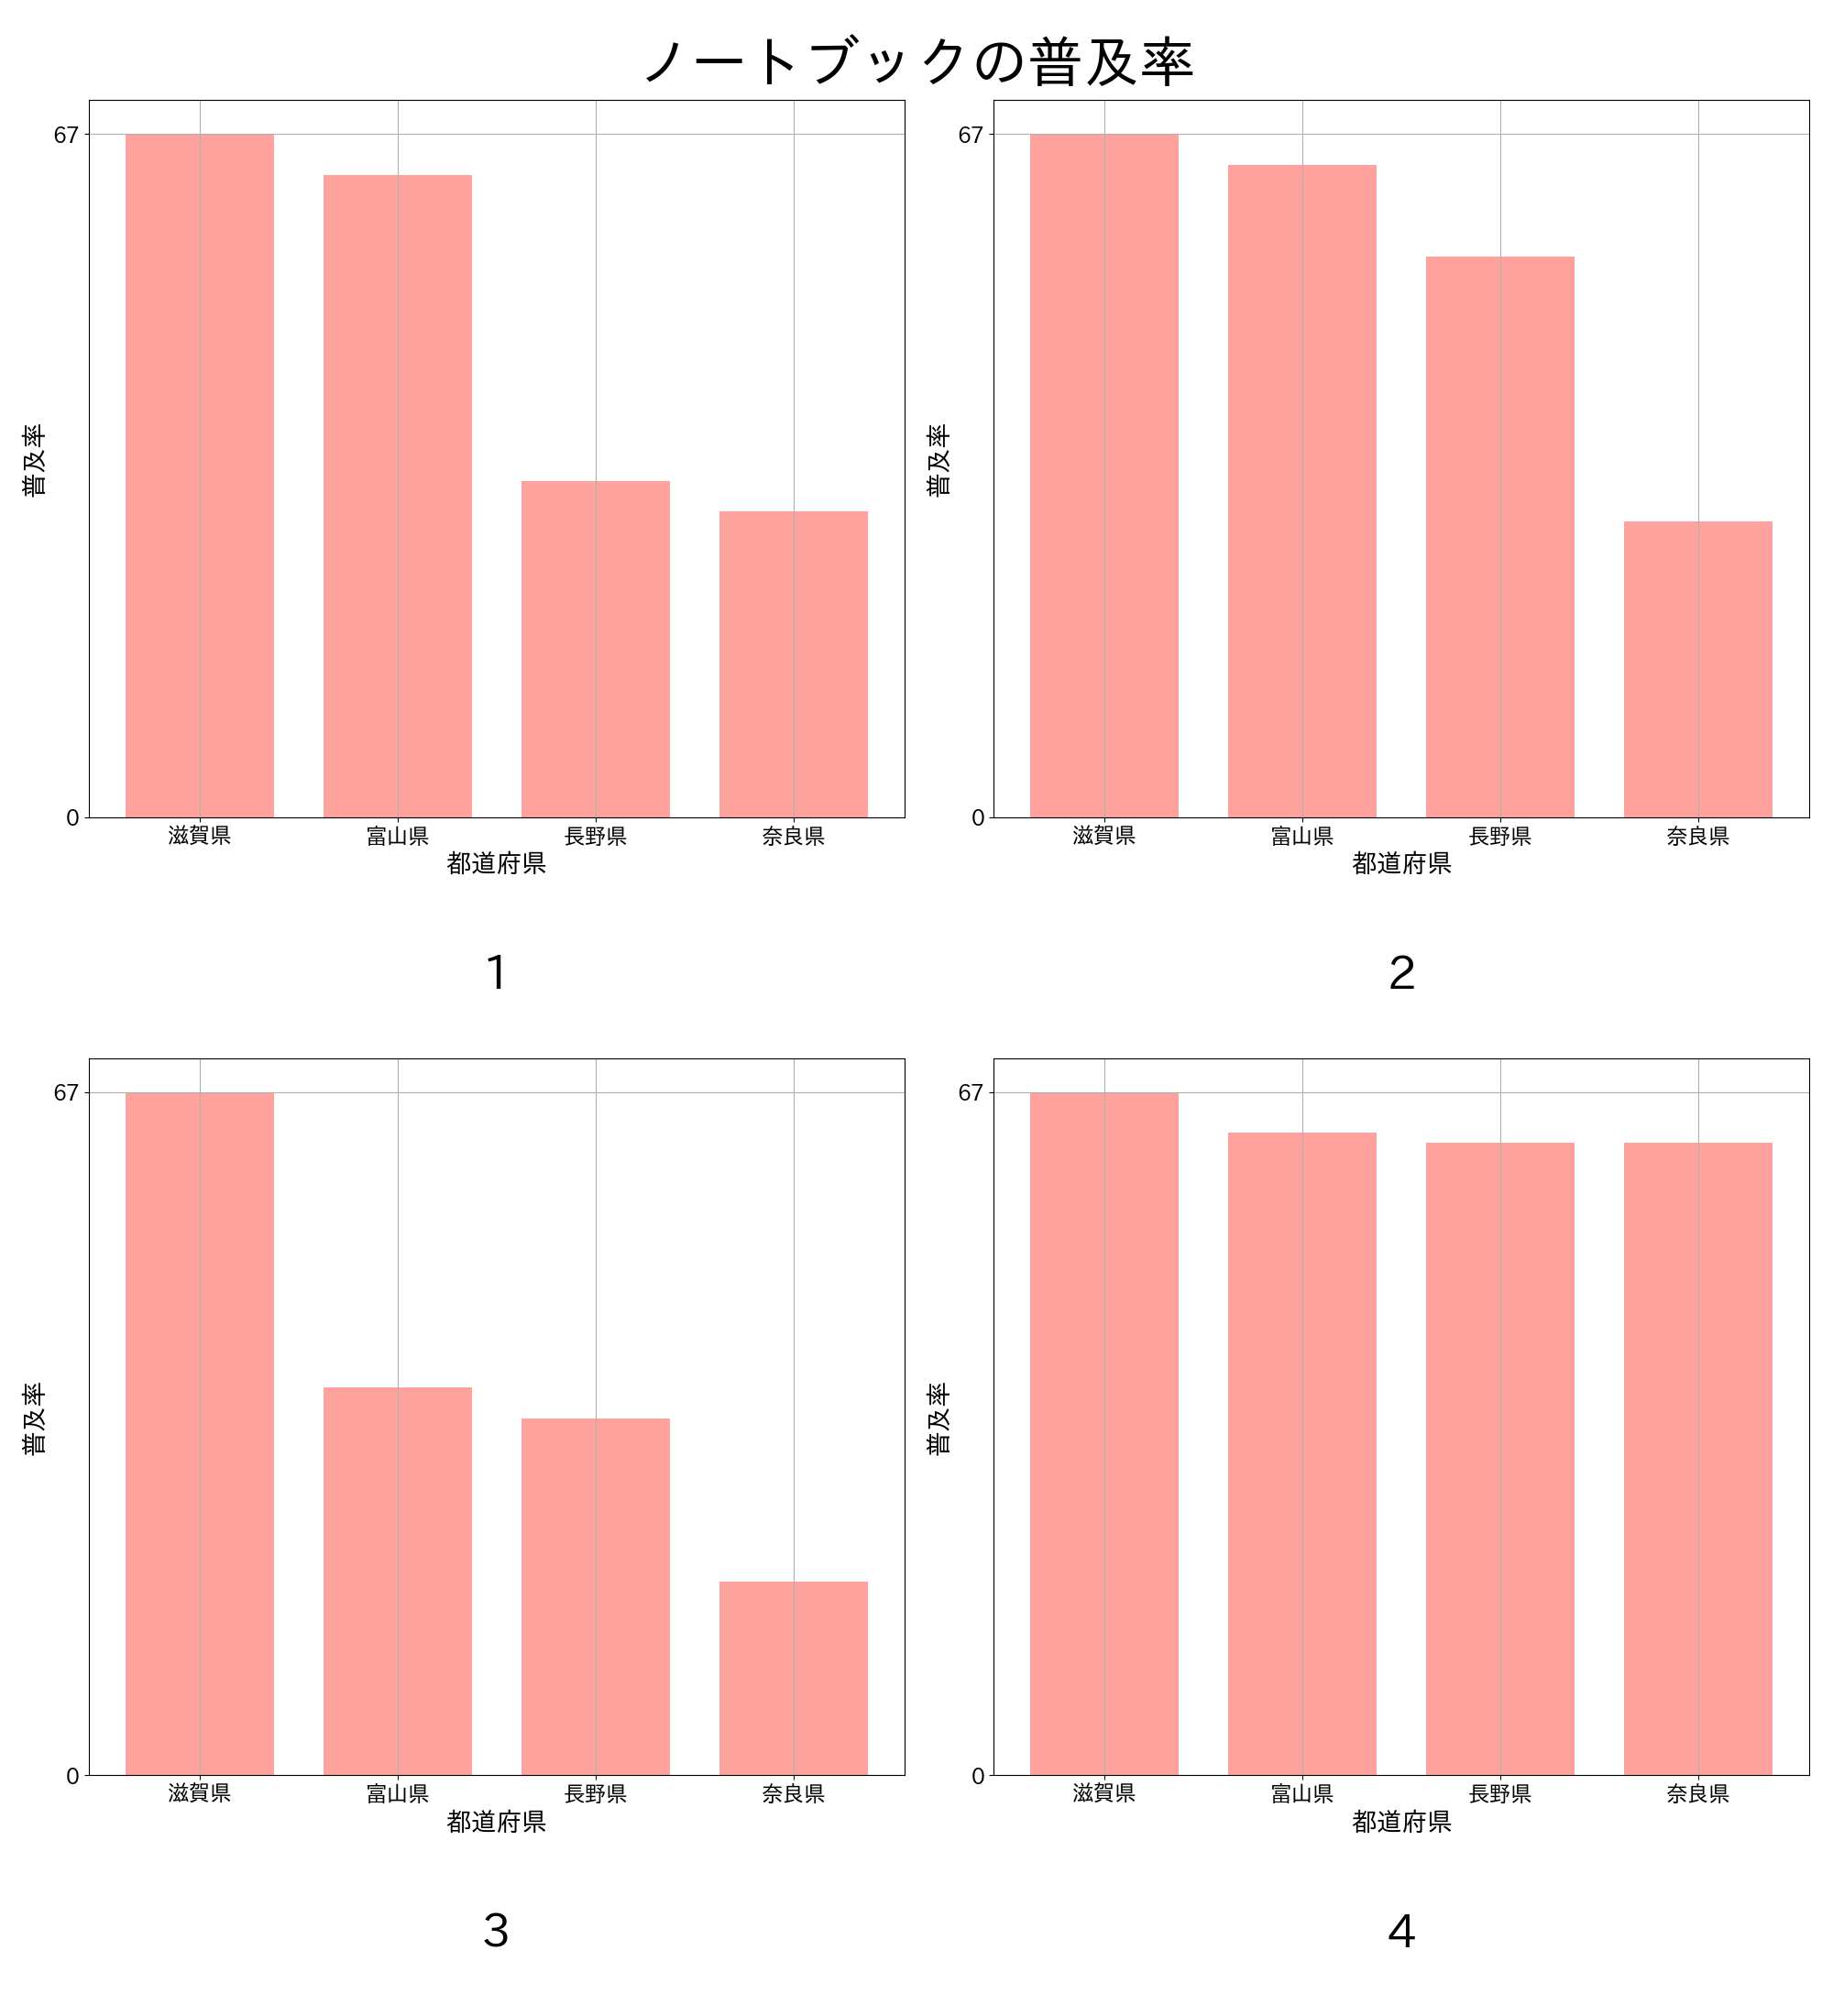 ノートブックの普及率
67
0
普及率
滋賀県 富山県 長野県 奈良県
都道府県
1
67
0
普及率
滋賀県 富山県 長野県 奈良県
都道府県
2
67
0
普及率
滋賀県 富山県 長野県 奈良県
都道府県
3
67
0
普及率
滋賀県 富山県 長野県 奈良県
都道府県
4